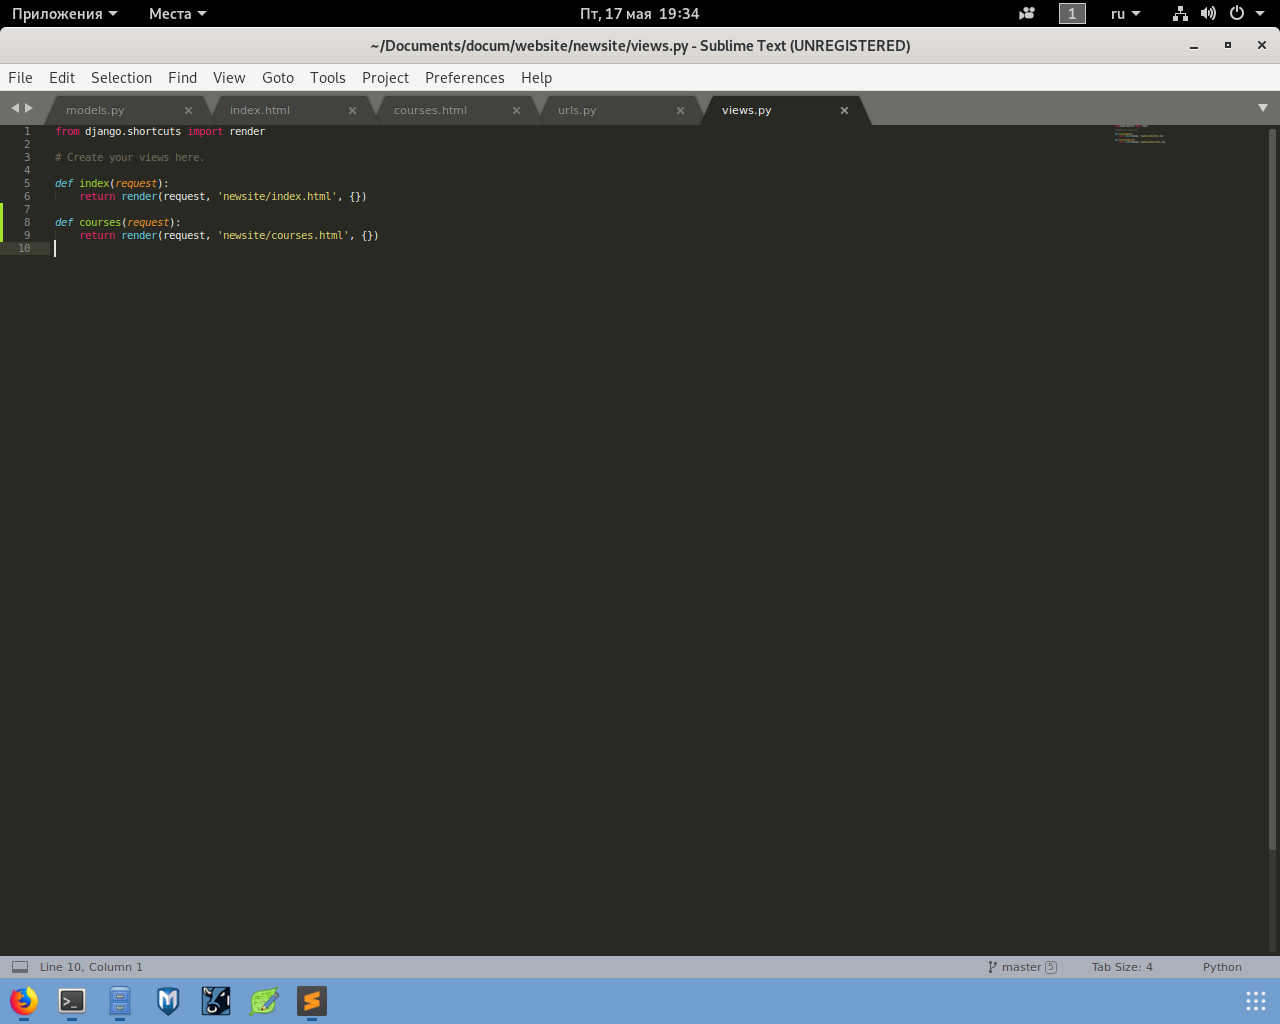 Приложения Места Пт, 17 мая 19:34 1 ru
~/Documents/docum/website/newsite/views.py - Sublime Text (UNREGISTERED)
File Edit Selection Find View Goto Tools Project Preferences Help
models.py index.html courses.html urls.py views.py
1 from django.shortcuts import render
2
3 # Create your views here.
4
5 def index(request):
6 return render(request, 'newsite/index.html', {})
7
8 def courses(request):
9 return render(request, 'newsite/courses.html', {})
10
Line 10, Column 1 master 5 Tab Size: 4 Python